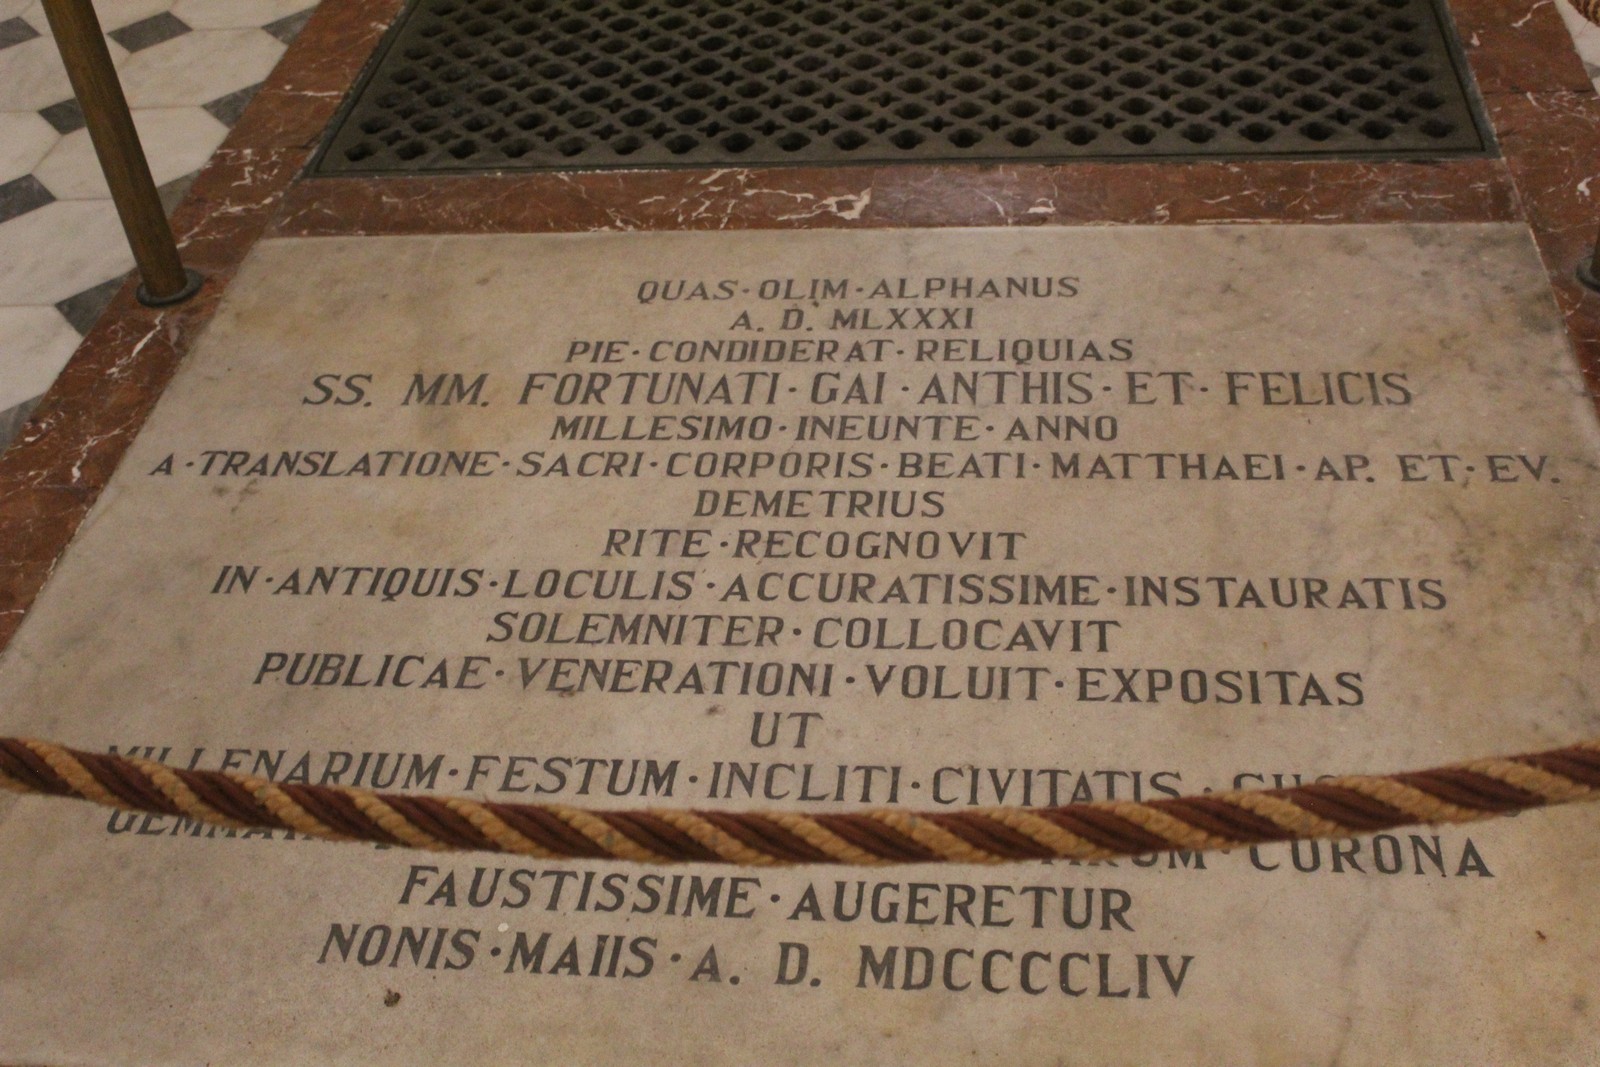 QUAS·OLIM·ALPHANUS
A. D. MLXXXI
PIE·CONDIDERAT·RELIQUIAS
SS. MM. FORTUNATI·GAI·ANTHIS·ET·FELICIS
MILLESIMO·INEUNTE·ANNO
A·TRANSLATIONE·SACRI·CORPORIS·BEATI·MATTHAEI·AP. ET·EV.
DEMETRIUS
RITE·RECOGNOVIT
IN·ANTIQUIS·LOCULIS·ACCURATISSIME·INSTAURATIS
SOLEMNITER·COLLOCAVIT
PUBLICAE·VENERATIONI·VOLUIT·EXPOSITAS
UT
MILLENARIUM·FESTUM·INCLITI·CIVITATIS·
CORONA
FAUSTISSIME·AUGERETUR
NONIS·MAIIS·A. D. MDCCCCLIV